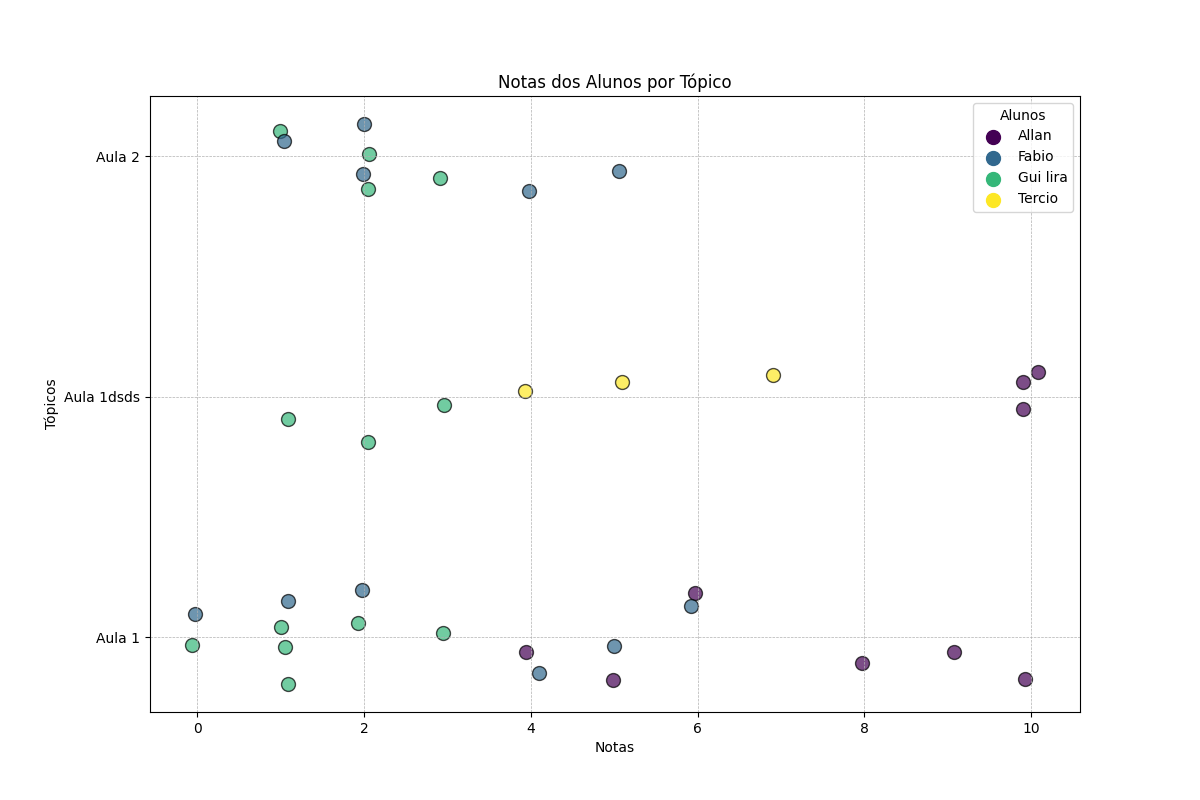 Notas dos Alunos por Tópico
Alunos
Allan
Fabio
Gui lira
Tercio
Tópicos
Aula 2
Aula 1dsds
Aula 1
0 2 4 6 8 10
Notas